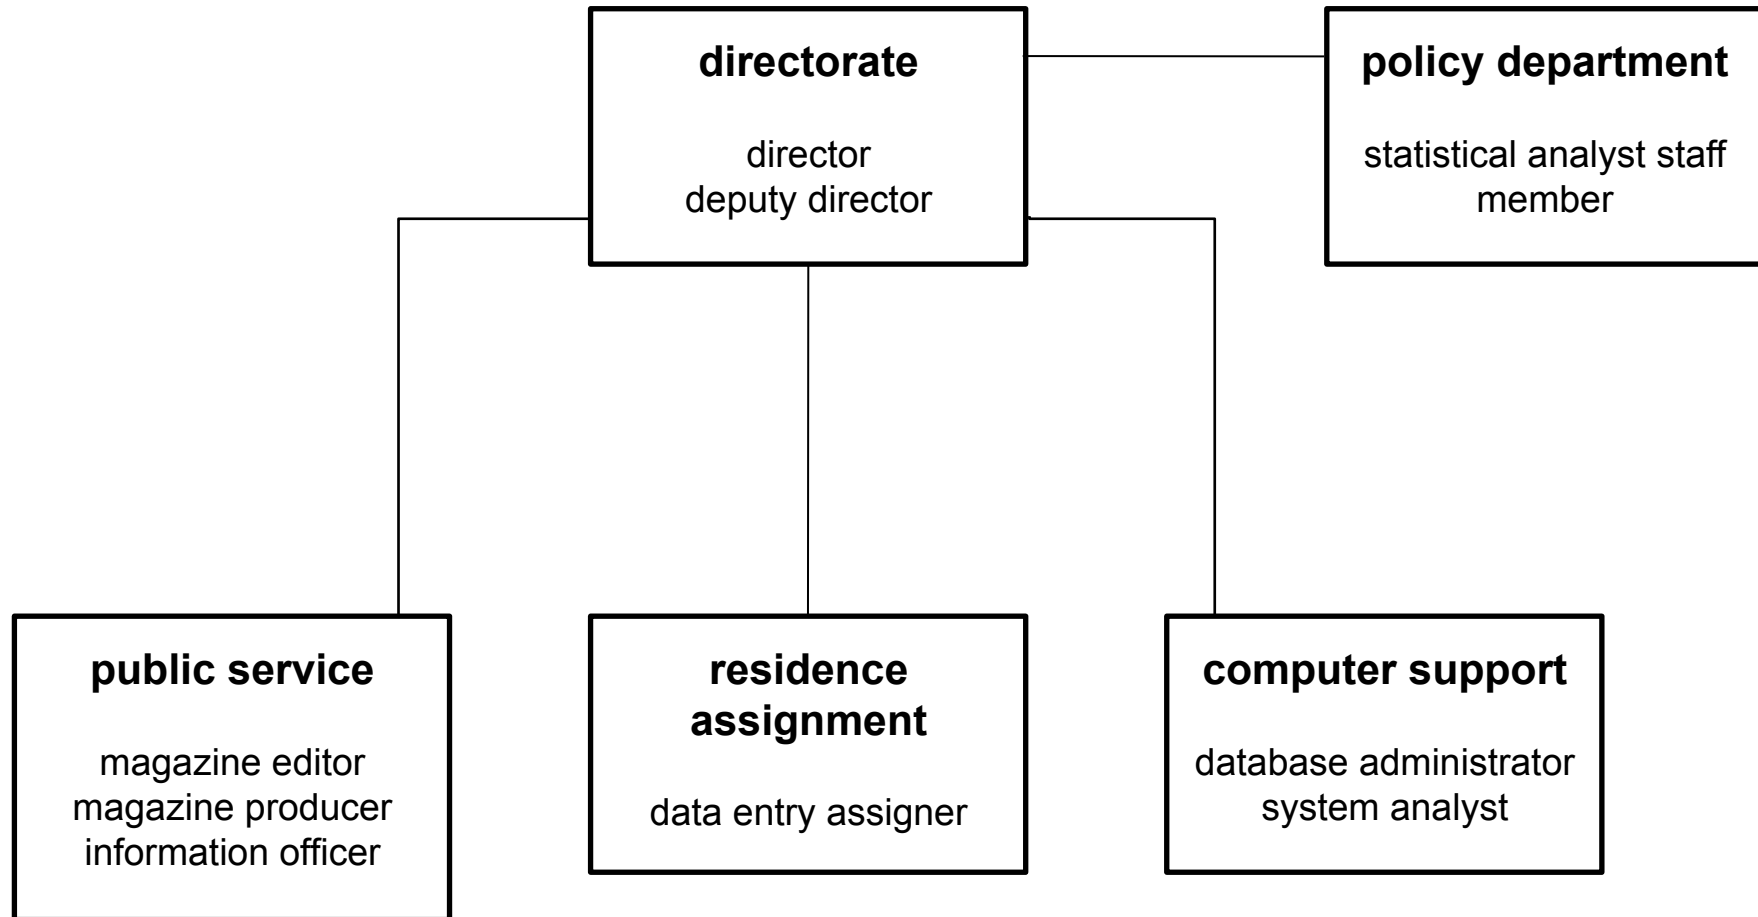 directorate
director
deputy director
policy department
statistical analyst staff
member
public service
magazine editor
magazine producer
information officer
residence
assignment
data entry assigner
computer support
database administrator
system analyst